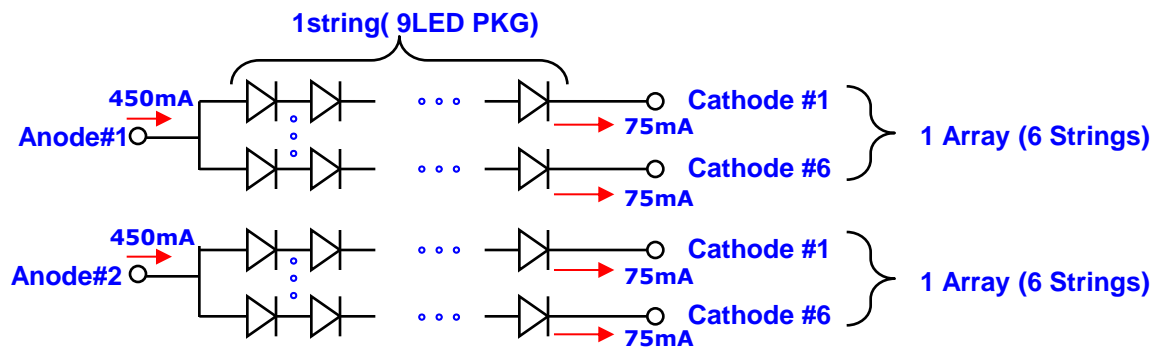 1string( 9LED PKG)
450mA
Cathode #1
75mA
Anode#1
1 Array (6 Strings)
Cathode #6
75mA
450mA
Cathode #1
75mA
Anode#2
1 Array (6 Strings)
Cathode #6
75mA